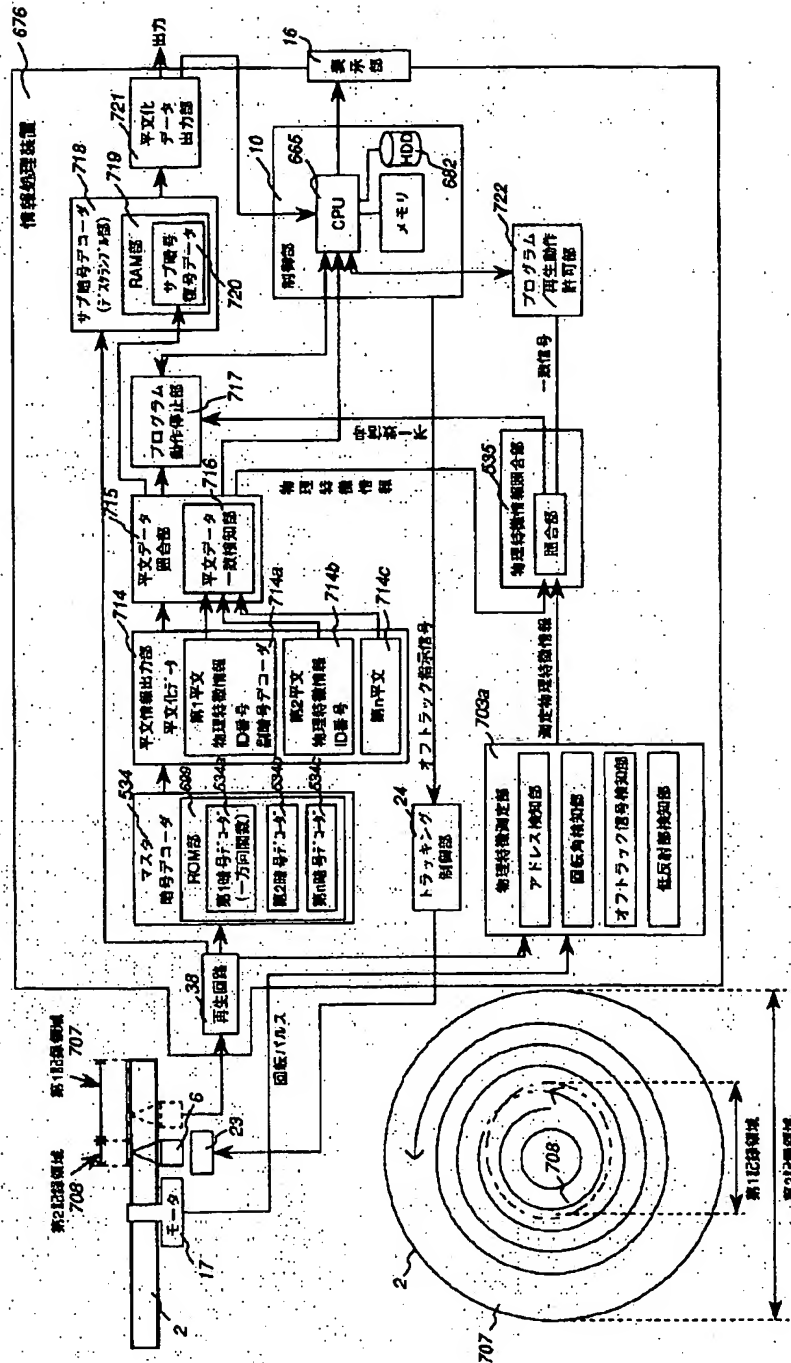 情報処理装置
676
出力
721
平文化
データ
出力部
16
表示部
718
サブ暗号デコーダ
(デスクランブル部)
719
RAM部
サブ暗号
復号データ
720
10
制御部
665
CPU
HDD
682
メモリ
722
プログラム
/再生動作
許可部
一致信号
プログラム
動作停止部
717
715
平文データ
照合部
平文データ
一致検知部
716
物理特徴情報
535
物理特徴情報照合部
照合部
714
平文情報出力部
平文化データ
第1平文
物理特徴情報
ID番号
副暗号デコーダ
714a
第2平文
物理特徴情報
ID番号
714b
第n平文
714c
オフトラック指示信号
測定物理特徴情報
534
マスター
暗号デコーダ
699
ROM部
第1暗号デコーダ
(一方向関数)
534a
第2暗号デコーダ
534b
第n暗号デコーダ
534c
24
トラッキング
制御部
703a
物理特徴測定部
アドレス検知部
回転角検知部
オフトラック信号検知部
低反射部検知部
38
再生回路
回転パルス
第1記録領域
707
第2記録領域
708
6
23
モータ
17
2
2
707
708
第1記録領域
第2記録領域